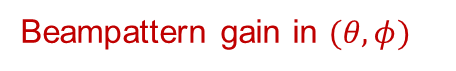 Beampattern gain in (θ, ϕ)